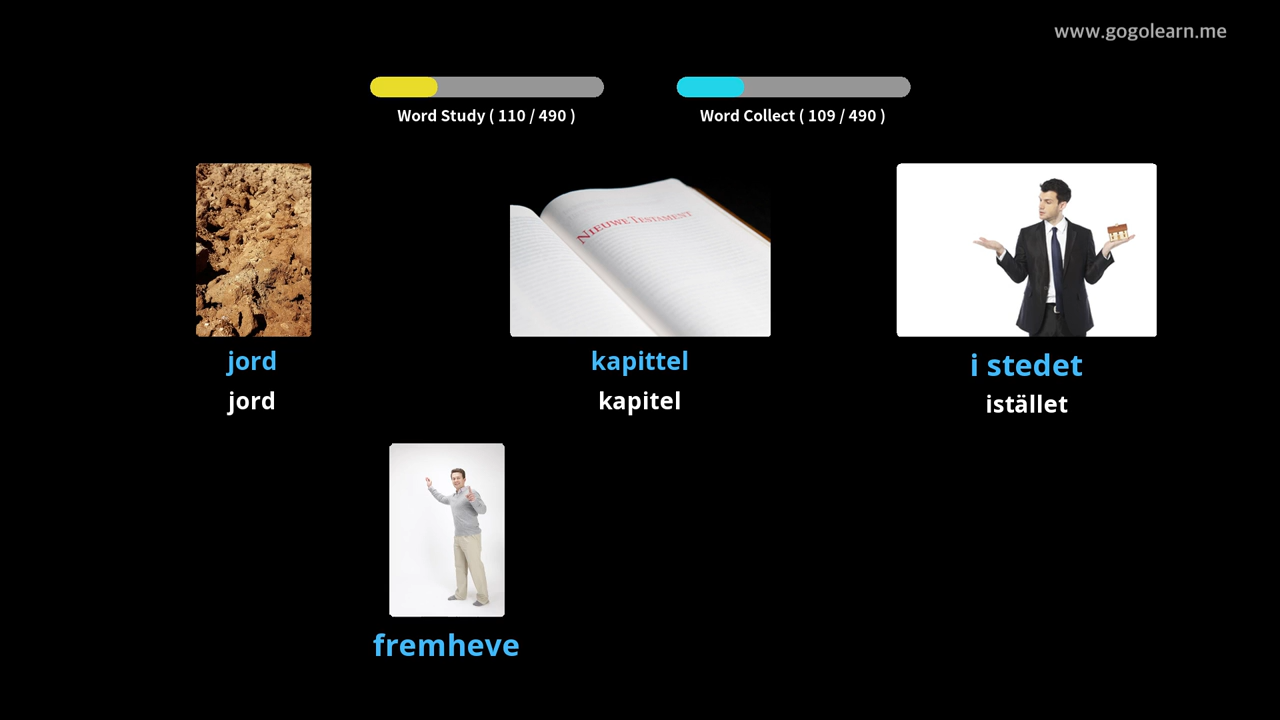 www.gogolearn.me
Word Study ( 110 / 490 )
Word Collect ( 109 / 490 )
NIEUWE TESTAMENT
jord
kapittel
i stedet
jord
kapitel
istället
fremheve